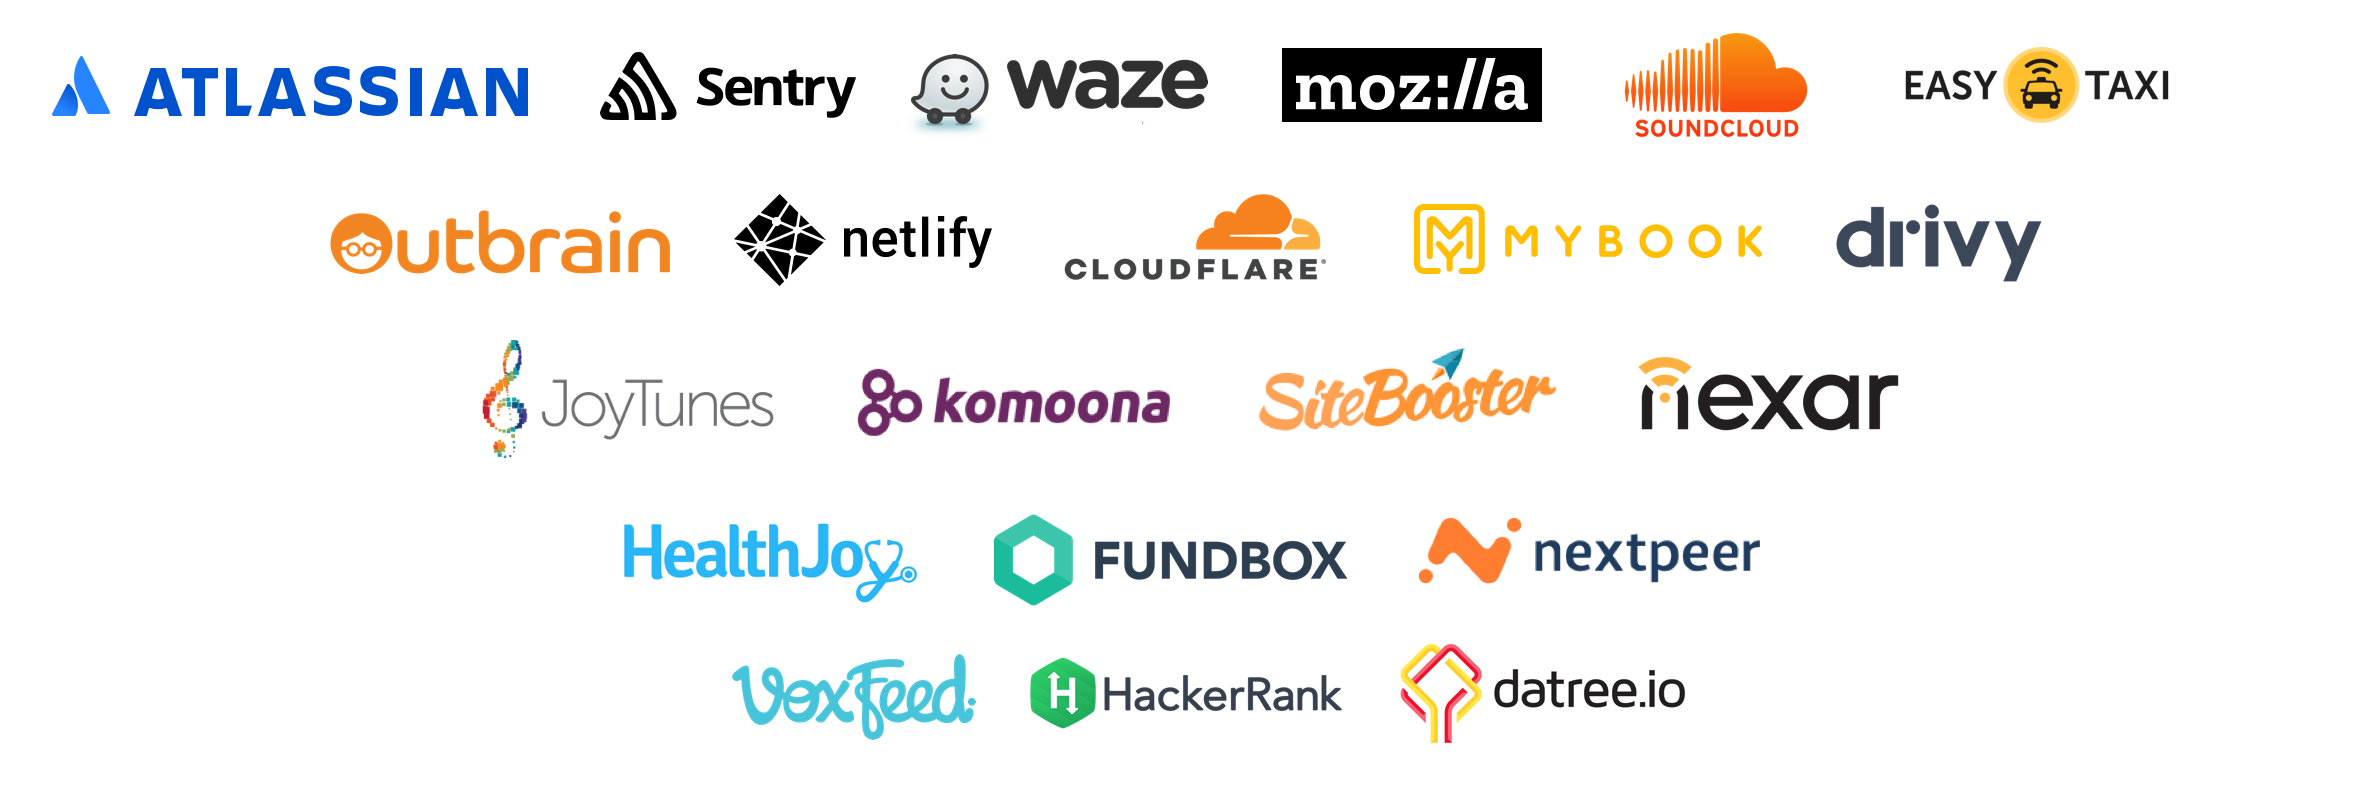 ATLASSIAN Sentry waze moz://a SOUNDCLOUD EASY TAXI
Outbrain netlify CLOUDFLARE® MYBOOK drivy
JoyTunes komoona SiteBooster nexar
HealthJoy FUNDBOX nextpeer
VoxFeed HackerRank datree.io